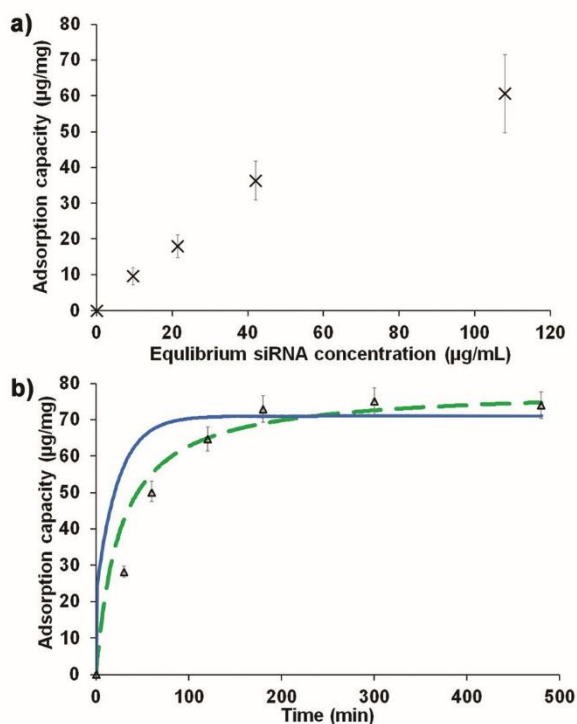 a)
Adsorption capacity (µg/mg)
80
70
60
50
40
30
20
10
0
0 20 40 60 80 100 120
Equlibrium siRNA concentration (µg/mL)
b)
Adsorption capacity (µg/mg)
80
70
60
50
40
30
20
10
0
0 100 200 300 400 500
Time (min)